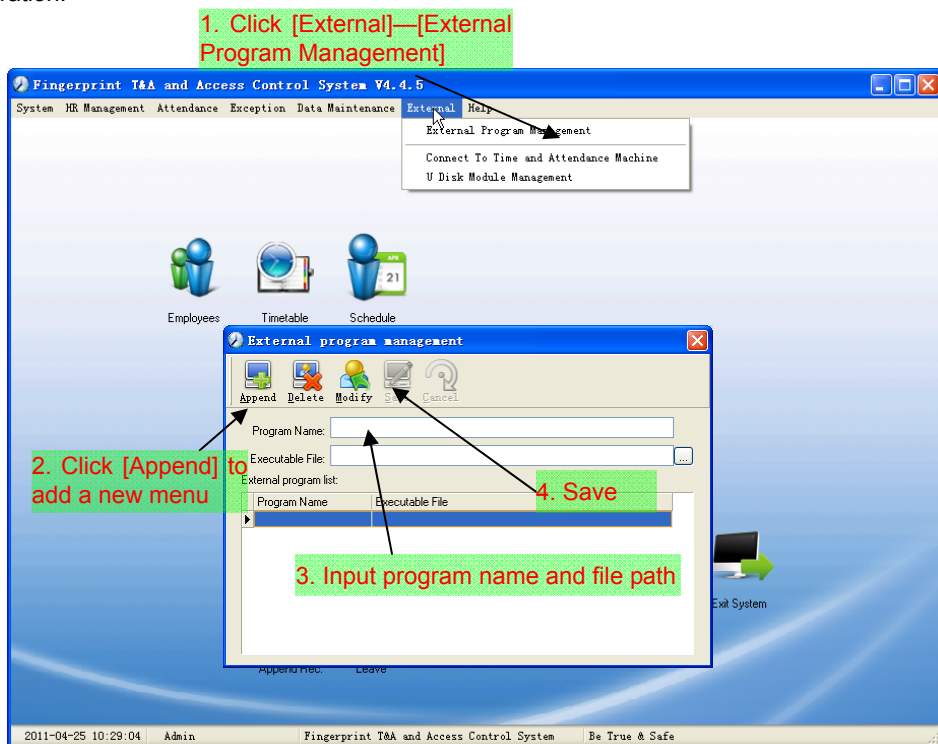 ration.
1. Click [External]—[External
Program Management]
Fingerprint T&A and Access Control System V4.4.5
System HR Management Attendance Exception Data Maintenance External Help
External Program Management
Connect To Time and Attendance Machine
U Disk Module Management
APR
21
Employees Timetable Schedule
External program management
Append Delete Modify Save Cancel
Program Name:
2. Click [Append] to
add a new menu
Executable File: ...
External program list:
Program Name Executable File
4. Save
3. Input program name and file path
Exit System
Append Rec. Leave
2011-04-25 10:29:04 Admin Fingerprint T&A and Access Control System Be True & Safe